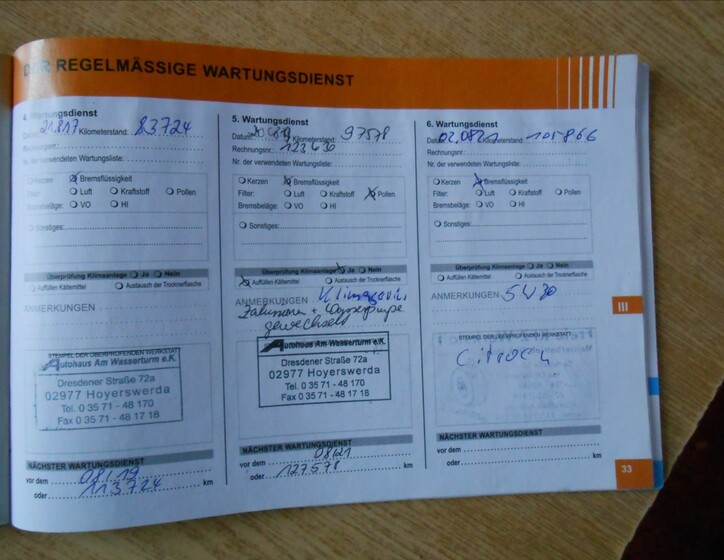 DER REGELMÄSSIGE WARTUNGSDIENST
4. Wartungsdienst
Datum: 21.8.17 Kilometerstand: 83724
Rechnungsnr.:
Nr. der verwendeten Wartungsliste:
Kerzen Bremsflüssigkeit
Filter: Luft Kraftstoff Pollen
Bremsbeläge: VO HI
Sonstiges:
Überprüfung Klimaanlage Ja Nein
Auffüllen Kältemittel Austausch der Trocknerflasche
ANMERKUNGEN
STEMPEL DER ÜBERPRÜFENDEN WERKSTATT
Autohaus Am Wasserturm e.K.
Dresdener Straße 72a
02977 Hoyerswerda
Tel. 0 35 71 - 48 170
Fax 0 35 71 - 48 17 18
NÄCHSTER WARTUNGSDIENST
vor dem 08.19
oder 113724 km
5. Wartungsdienst
Datum: Kilometerstand: 97578
Rechnungsnr.: 123630
Nr. der verwendeten Wartungsliste:
Kerzen Bremsflüssigkeit
Filter: Luft Kraftstoff Pollen
Bremsbeläge: VO HI
Sonstiges:
Überprüfung Klimaanlage Ja Nein
Auffüllen Kältemittel Austausch der Trocknerflasche
ANMERKUNGEN
Zahnriemen + Wasserpumpe
gewechselt
Autohaus Am Wasserturm e.K.
Dresdener Straße 72a
02977 Hoyerswerda
Tel. 0 35 71 - 48 170
Fax 0 35 71 - 48 17 18
NÄCHSTER WARTUNGSDIENST
vor dem 08/21
oder 127578 km
6. Wartungsdienst
Datum: 02.0821 Kilometerstand: 105866
Rechnungsnr.:
Nr. der verwendeten Wartungsliste:
Kerzen Bremsflüssigkeit
Filter: Luft Kraftstoff Pollen
Bremsbeläge: VO HI
Sonstiges:
Überprüfung Klimaanlage Ja Nein
Auffüllen Kältemittel Austausch der Trocknerflasche
ANMERKUNGEN 5W30
STEMPEL DER ÜBERPRÜFENDEN WERKSTATT
Citroen
NÄCHSTER WARTUNGSDIENST
vor dem
oder km
III
33